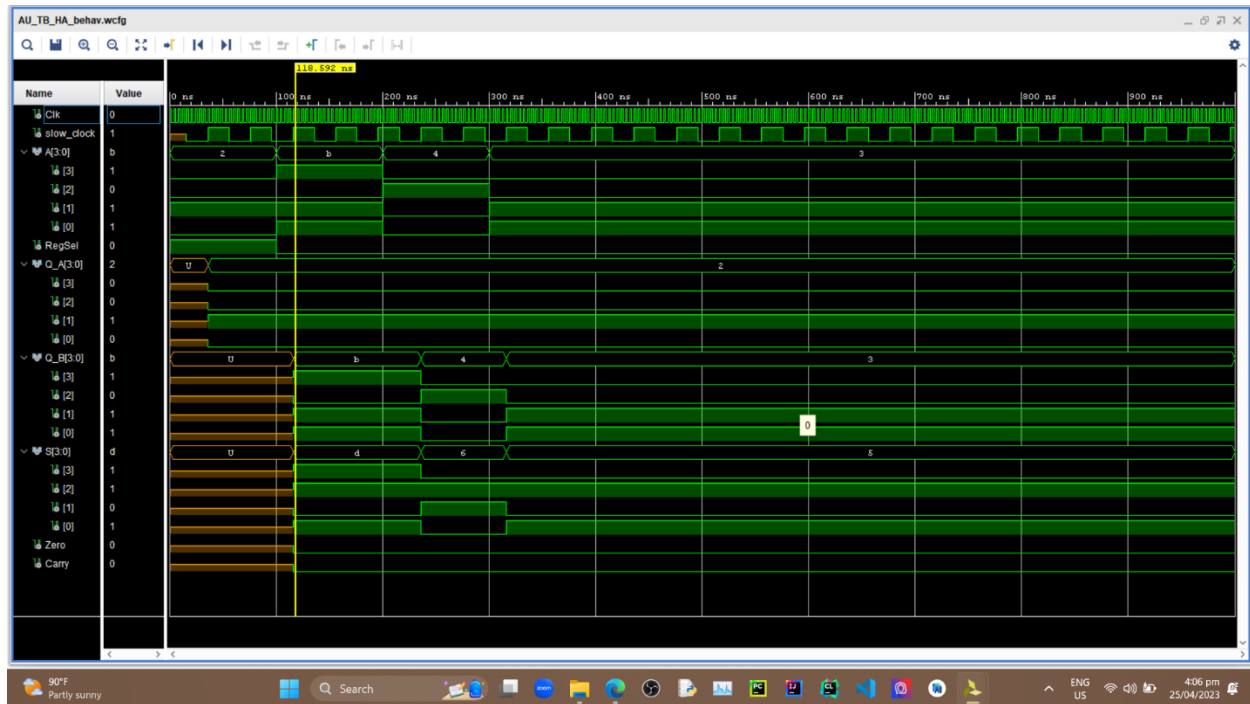 AU_TB_HA_behav.wcfg
118.592 ns
Name Value 0 ns 100 ns 200 ns 300 ns 400 ns 500 ns 600 ns 700 ns 800 ns 900 ns
Clk 0
slow_clock 1
A[3:0] b 2 b 4 3
[3] 1
[2] 0
[1] 1
[0] 1
RegSel 0
Q_A[3:0] 2 U 2
[3] 0
[2] 0
[1] 1
[0] 0
Q_B[3:0] b U b 4 3
[3] 1
[2] 0
[1] 1
0
[0] 1
S[3:0] d U d 6 5
[3] 1
[2] 1
[1] 0
[0] 1
Zero 0
Carry 0
90°F
Partly sunny
Search
zoom
PC
IJ
CL
ENG
US
4:06 pm
25/04/2023